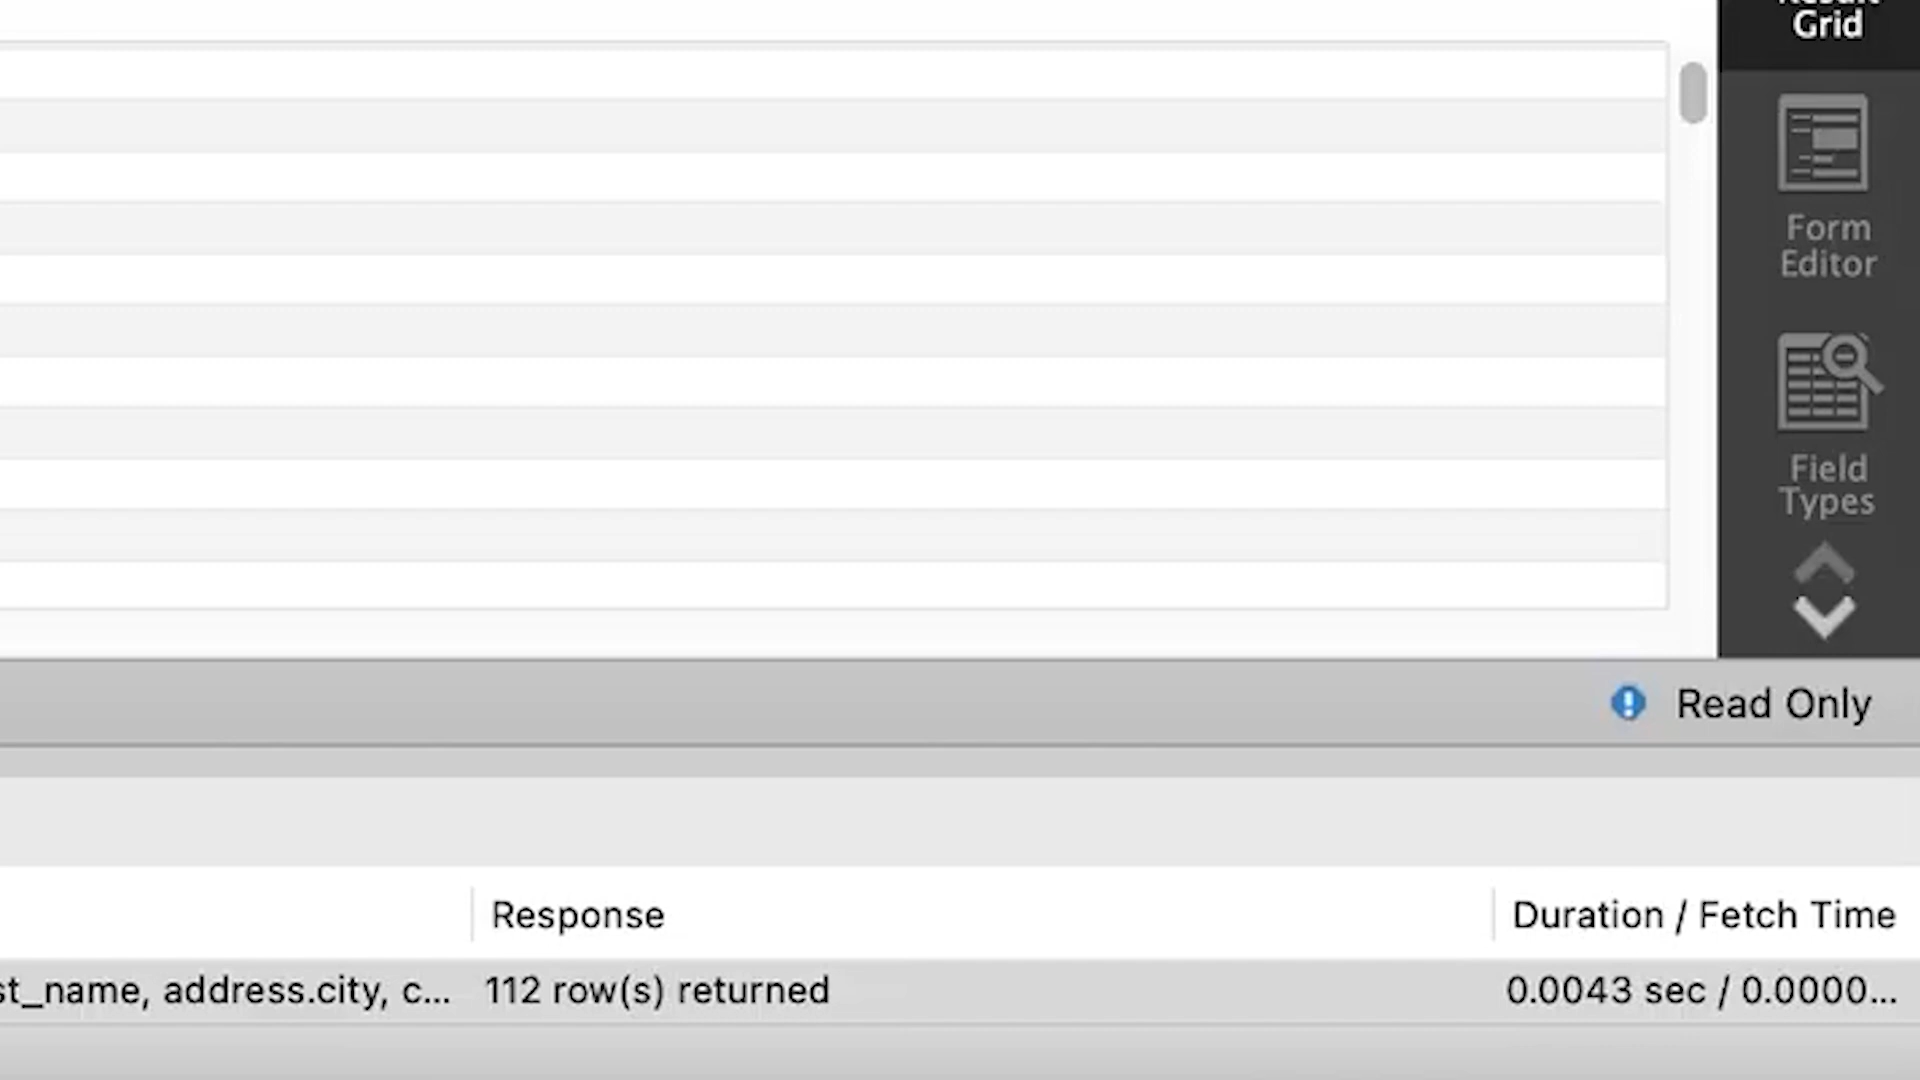 Result
Grid
Form
Editor
Field
Types
Read Only
Response
Duration / Fetch Time
st_name, address.city, c...
112 row(s) returned
0.0043 sec / 0.0000...